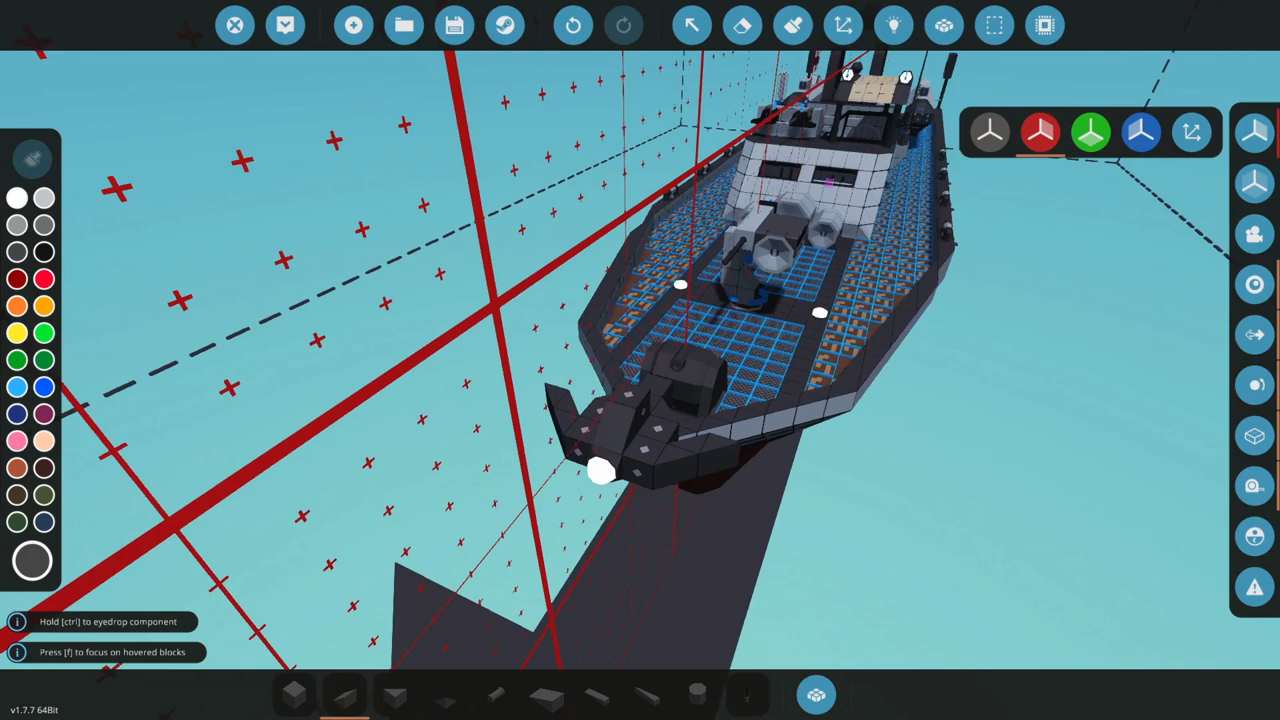 Hold [ctrl] to eyedrop component
Press [f] to focus on hovered blocks
v1.7.7 64Bit